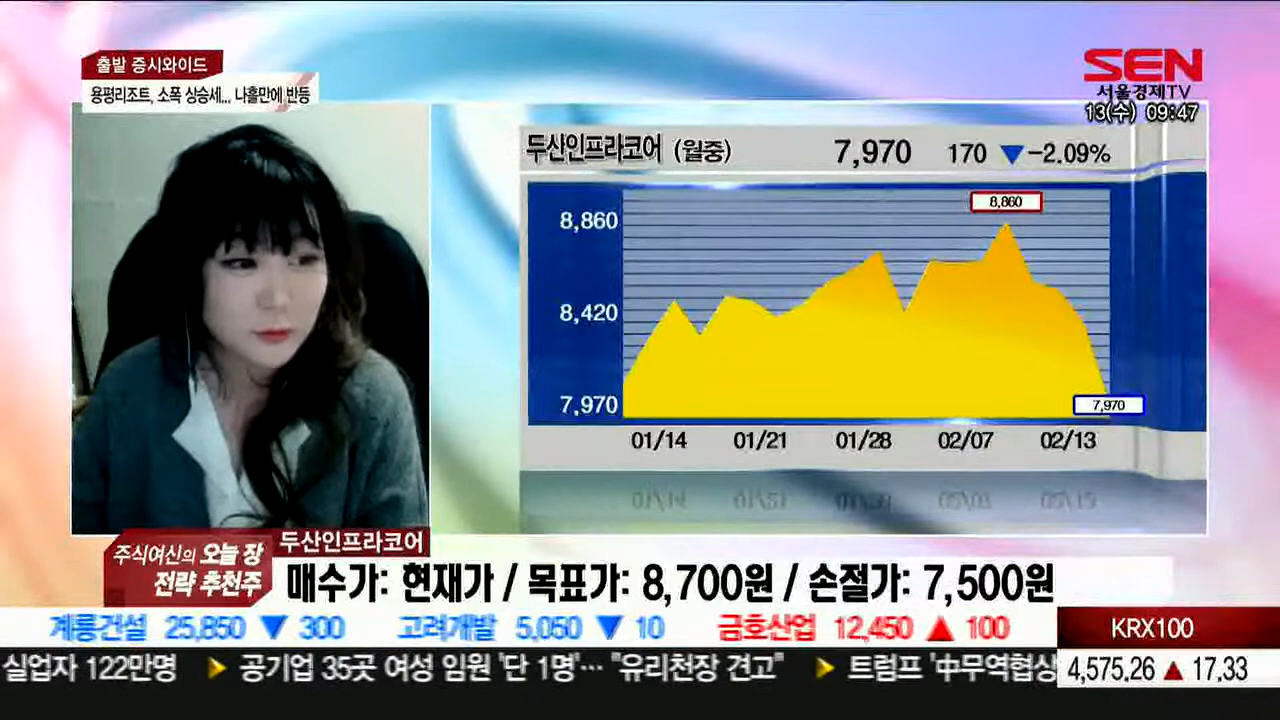 출발 증시와이드
용평리조트, 소폭 상승세... 나흘만에 반등
SEN
서울경제TV
13(수) 09:47
두산인프라코어 (월중) 7,970 170 ▼-2.09%
8,860
8,860
8,420
7,970
7,970
01/14 01/21 01/28 02/07 02/13
주식여신의 오늘 장
전략 추천주
두산인프라코어
매수가: 현재가 / 목표가: 8,700원 / 손절가: 7,500원
계룡건설 25,850 ▼ 300 고려개발 5,050 ▼ 10 금호산업 12,450 ▲ 100
KRX100
실업자 122만명 ▶ 공기업 35곳 여성 임원 '단 1명'… "유리천장 견고" ▶ 트럼프 '中무역협상
4,575.26 ▲ 17.33